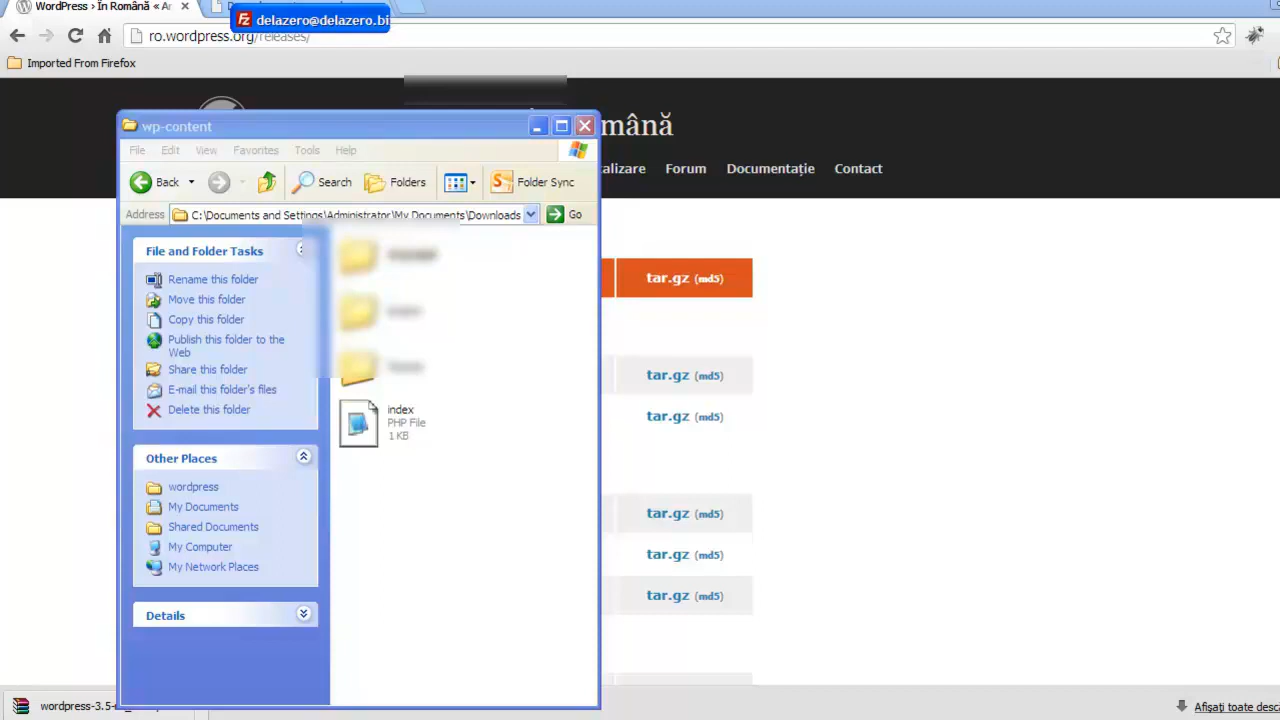 WordPress › În Română « Ar
delazero@delazero.bi
ro.wordpress.org/releases/
Imported From Firefox
wp-content
File Edit View Favorites Tools Help
Back Search Folders Folder Sync
Address C:\Documents and Settings\Administrator\My Documents\Downloads Go
File and Folder Tasks
Rename this folder
Move this folder
Copy this folder
Publish this folder to the
Web
Share this folder
E-mail this folder's files
Delete this folder
Other Places
wordpress
My Documents
Shared Documents
My Computer
My Network Places
Details
index
PHP File
1 KB
mână
alizare Forum Documentație Contact
tar.gz (md5)
tar.gz (md5)
tar.gz (md5)
tar.gz (md5)
tar.gz (md5)
tar.gz (md5)
wordpress-3.5-
Afișați toate desc